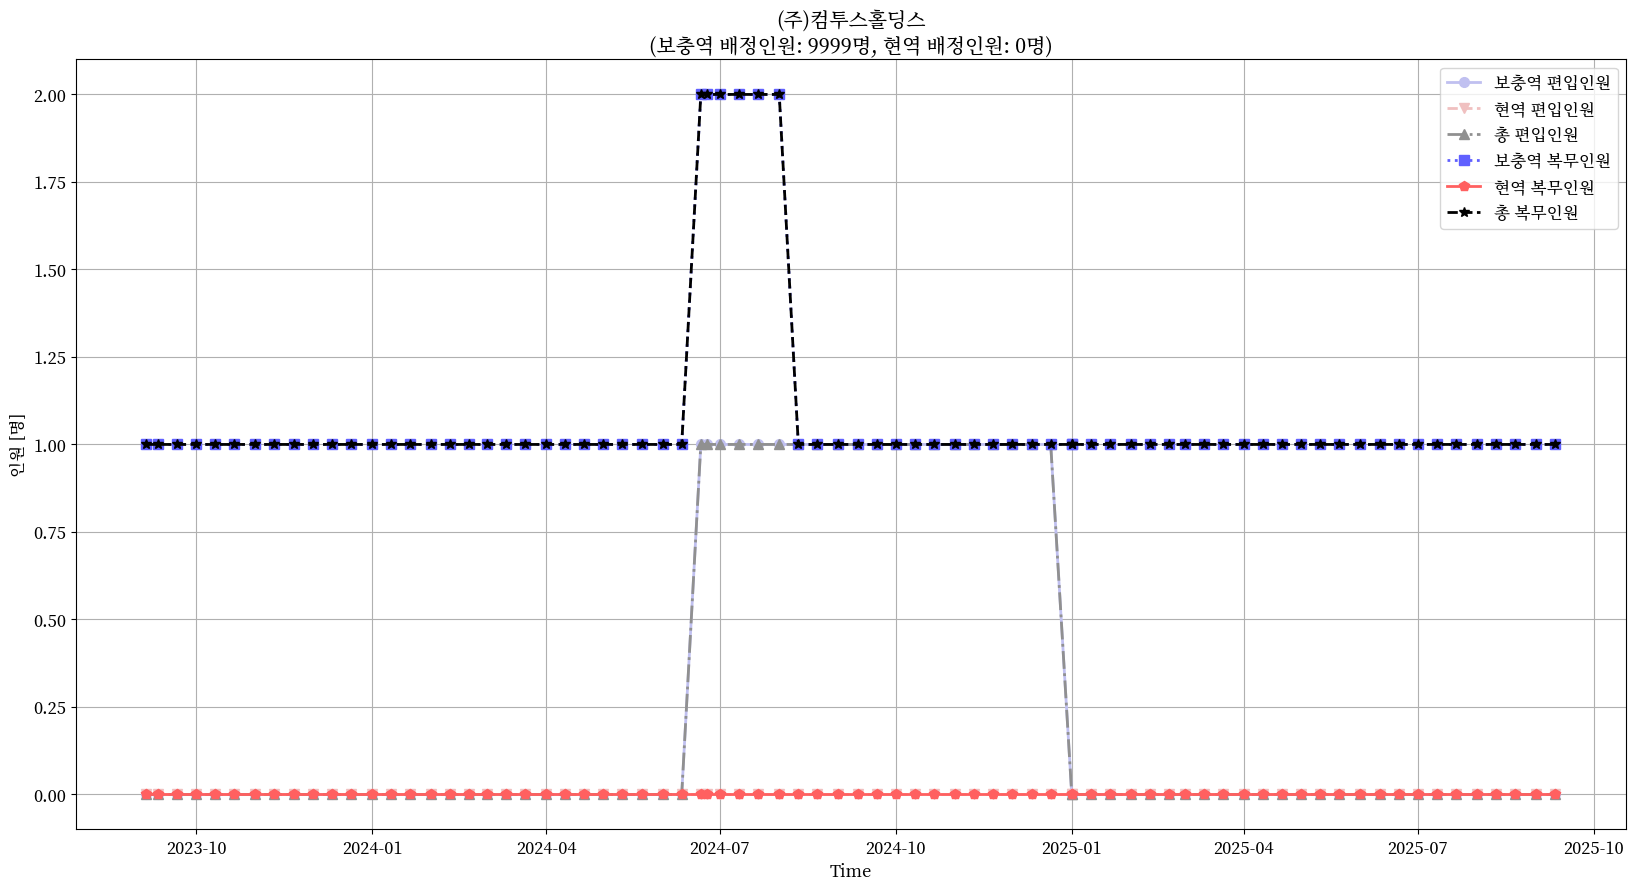 (주)컴투스홀딩스
(보충역 배정인원: 9999명, 현역 배정인원: 0명)
보충역 편입인원
현역 편입인원
총 편입인원
보충역 복무인원
현역 복무인원
총 복무인원
인원 [명]
2.00
1.75
1.50
1.25
1.00
0.75
0.50
0.25
0.00
2023-10
2024-01
2024-04
2024-07
2024-10
2025-01
2025-04
2025-07
2025-10
Time